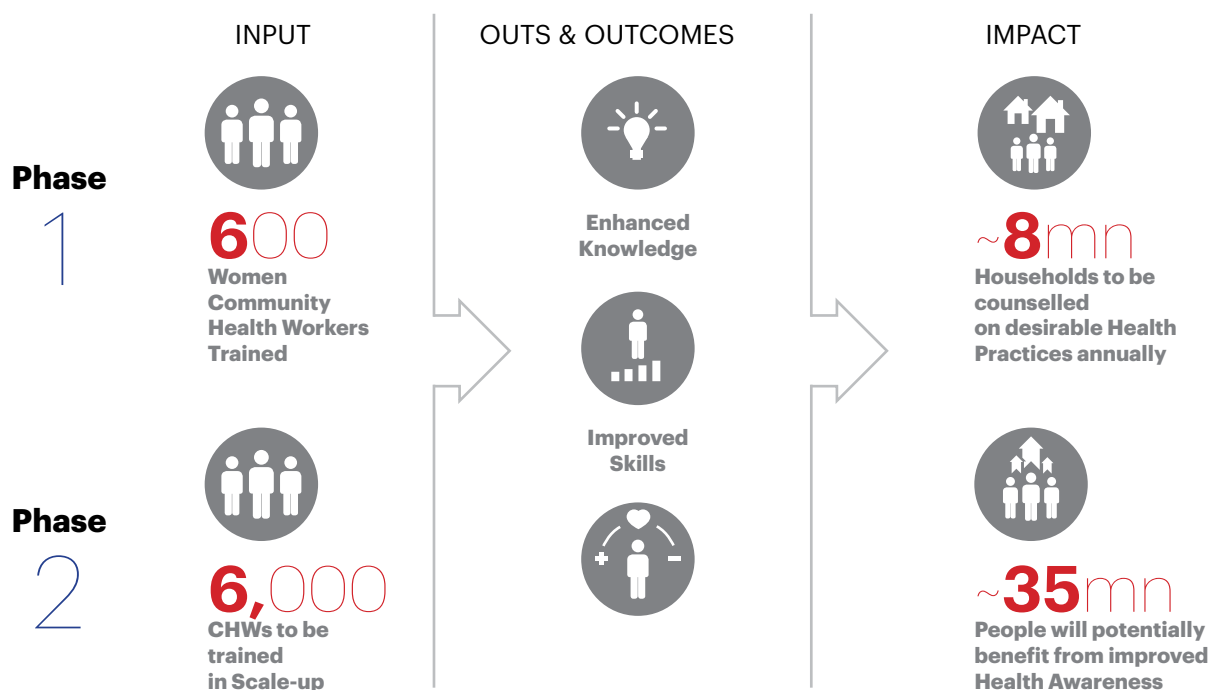 INPUT
OUTS & OUTCOMES
IMPACT
Phase
1
600
Women
Community
Health Workers
Trained
Enhanced
Knowledge
~8mn
Households to be
counselled
on desirable Health
Practices annually
Improved
Skills
Phase
2
6,000
CHWs to be
trained
in Scale-up
~35mn
People will potentially
benefit from improved
Health Awareness